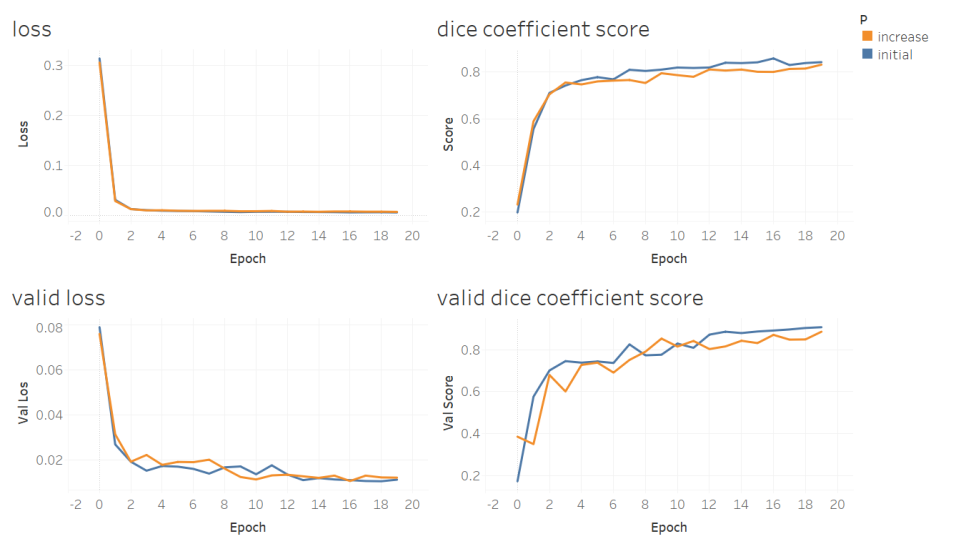 loss
dice coefficient score
P
increase
initial
0.3
0.2
0.1
0.0
Loss
-2 0 2 4 6 8 10 12 14 16 18 20
Epoch
0.8
0.6
0.4
0.2
Score
-2 0 2 4 6 8 10 12 14 16 18 20
Epoch
valid loss
valid dice coefficient score
0.08
0.06
0.04
0.02
Val Los
-2 0 2 4 6 8 10 12 14 16 18 20
Epoch
0.8
0.6
0.4
0.2
Val Score
-2 0 2 4 6 8 10 12 14 16 18 20
Epoch